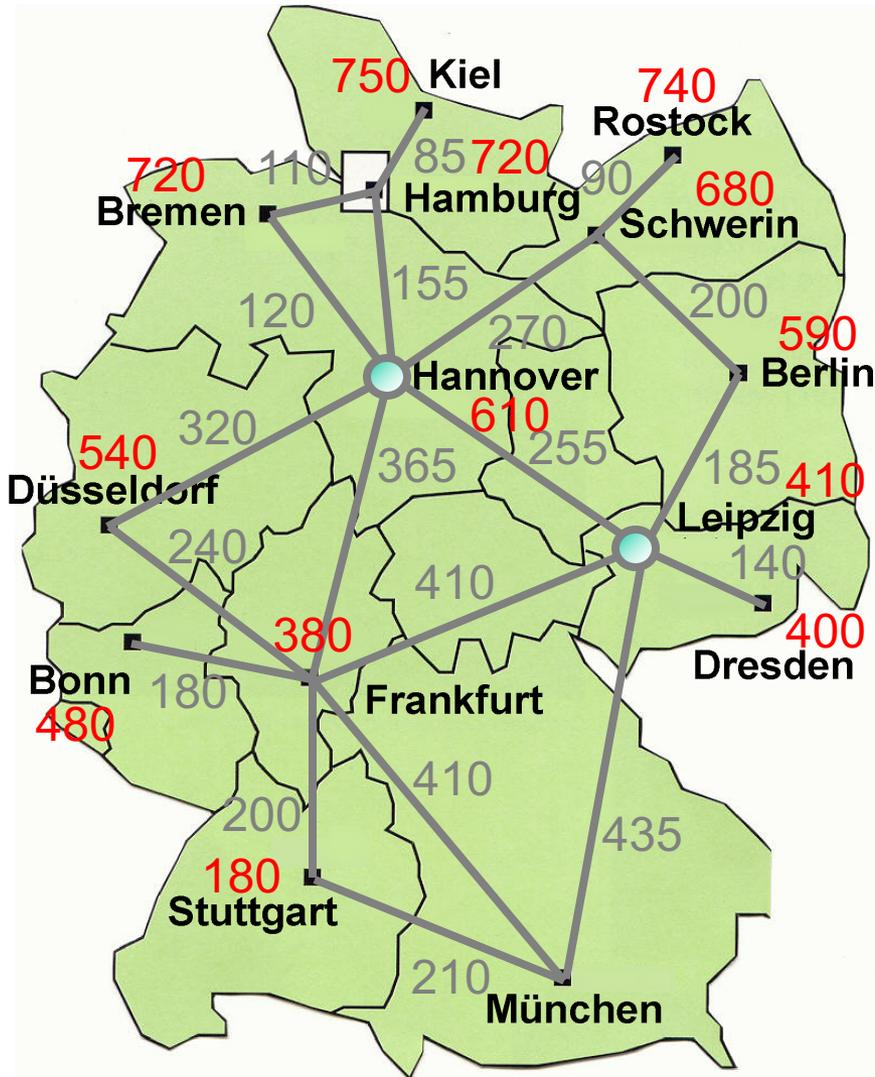 750 Kiel
740
Rostock
110
85 720
720
90
680
Bremen
Hamburg
Schwerin
155
200
120
270
590
Hannover
Berlin
610
320
540
255
365
185
410
Düsseldorf
Leipzig
240
140
410
380
400
Dresden
Bonn
180
Frankfurt
480
410
200
435
180
Stuttgart
210
München